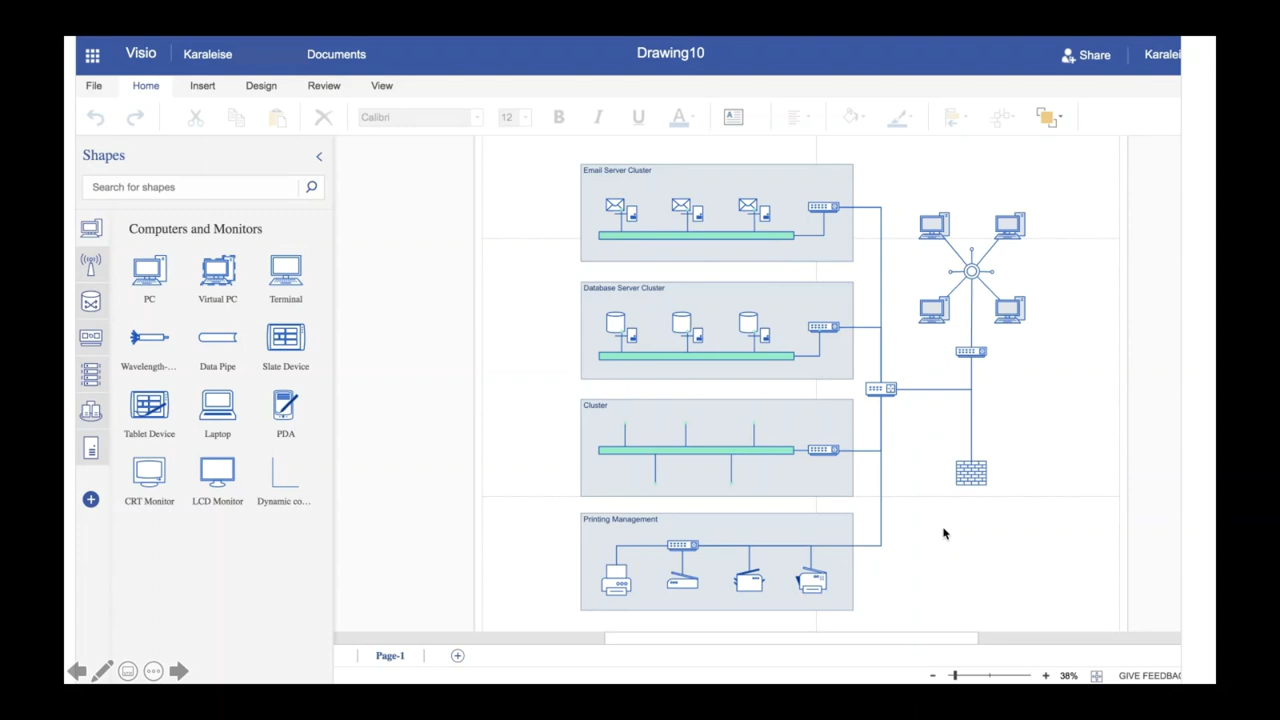 Visio Karaleise Documents Drawing10 Share Karalei
File Home Insert Design Review View
Calibri 12 B I U A
Shapes
Search for shapes
Computers and Monitors
PC Virtual PC Terminal
Wavelength-... Data Pipe Slate Device
Tablet Device Laptop PDA
CRT Monitor LCD Monitor Dynamic co...
Email Server Cluster
Database Server Cluster
Cluster
Printing Management
Page-1
38% GIVE FEEDBAC